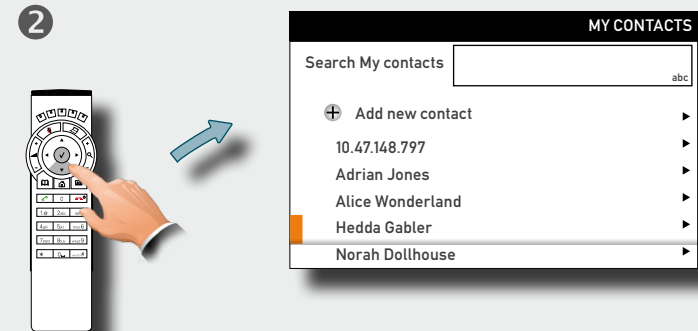 2
MY CONTACTS
Search My contacts
abc
Add new contact
10.47.148.797
Adrian Jones
Alice Wonderland
Hedda Gabler
Norah Dollhouse